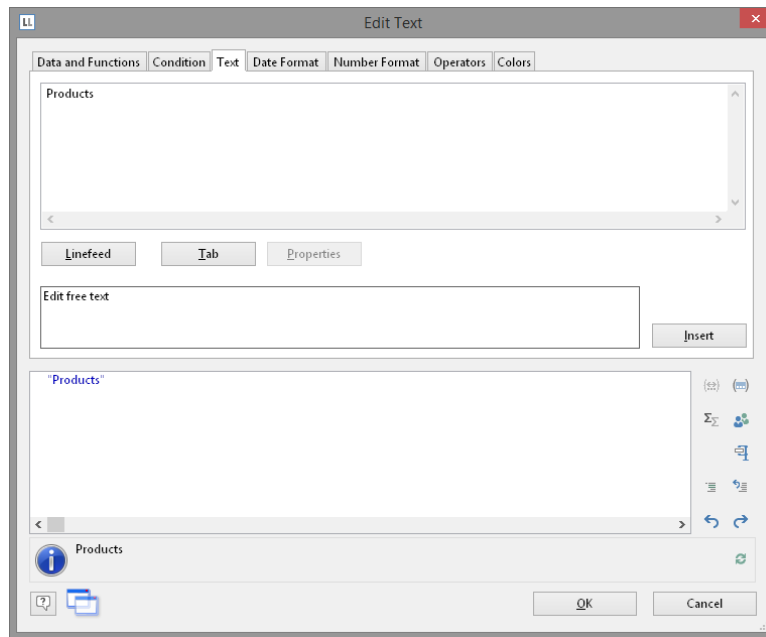 LL
Edit Text
Data and Functions Condition Text Date Format Number Format Operators Colors
Products
Linefeed Tab Properties
Edit free text
Insert
"Products"
Products
OK Cancel